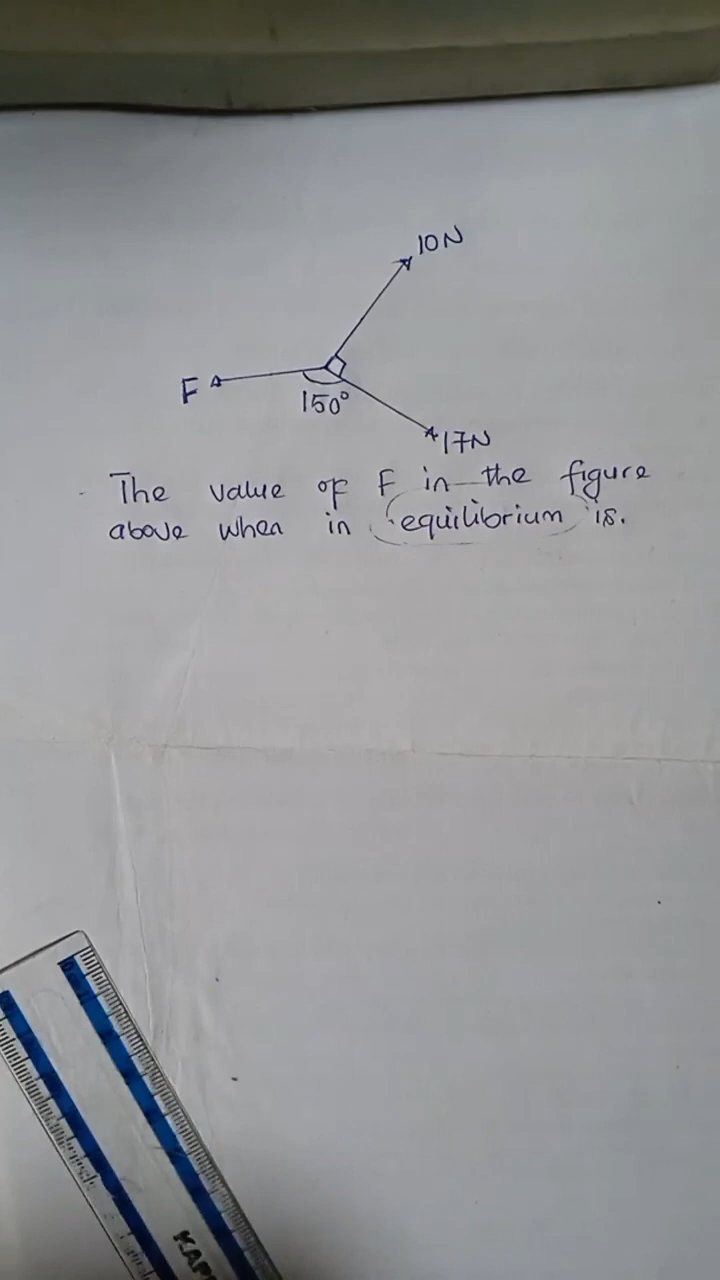 10N
F
150°
17N
- The value of F in the figure
above when in equilibrium is.